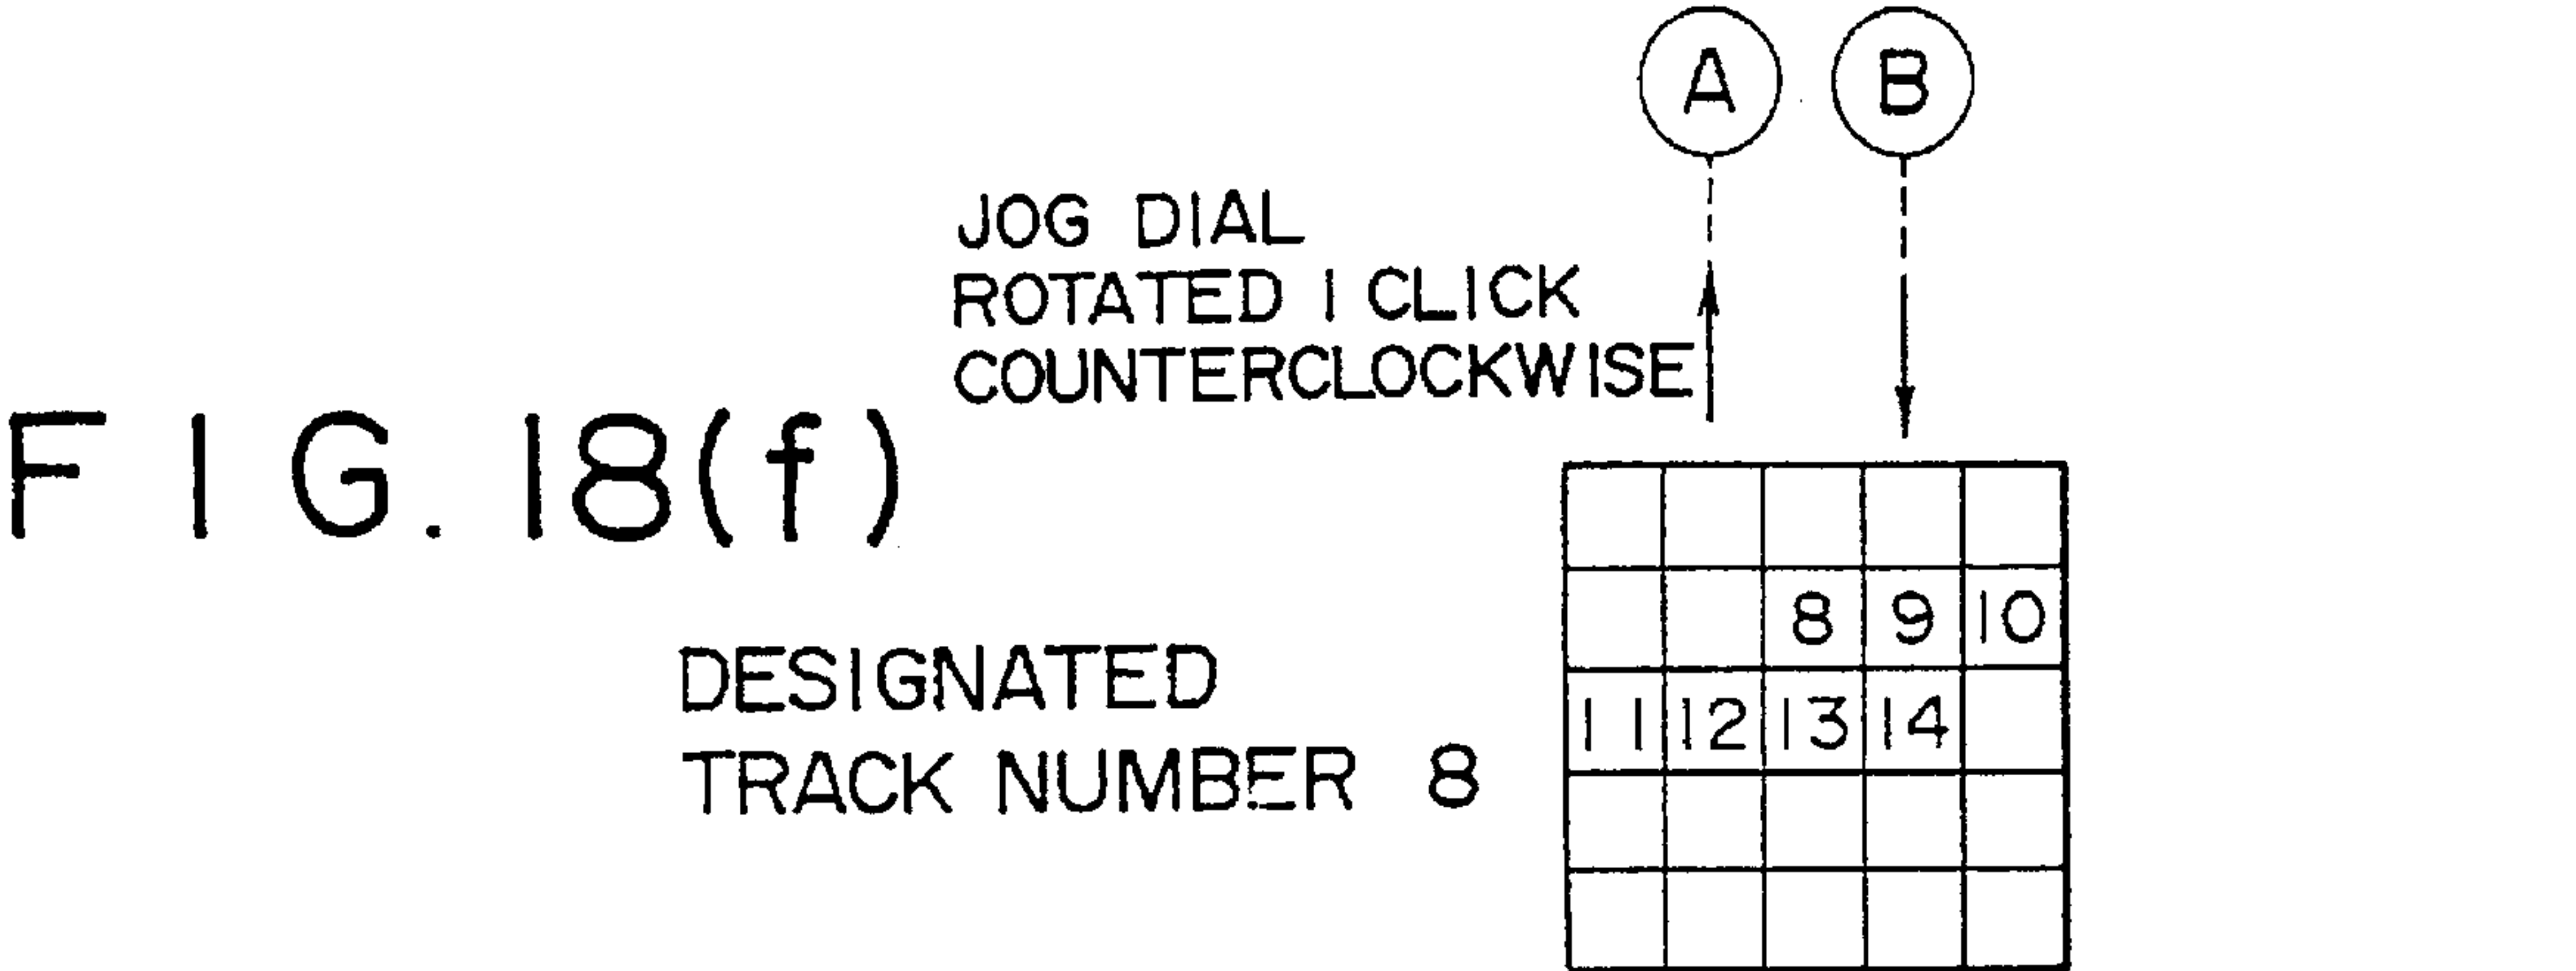 A B
JOG DIAL
ROTATED 1 CLICK
COUNTERCLOCKWISE
FIG. 18(f)
8 9 10
DESIGNATED
11 12 13 14
TRACK NUMBER 8